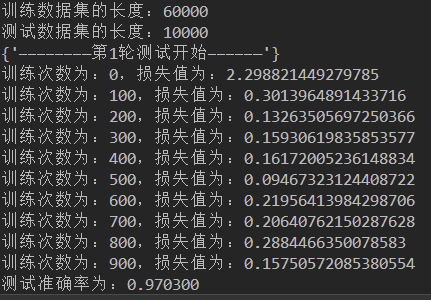 训练数据集的长度：60000
测试数据集的长度：10000
{'--------第1轮测试开始------'}
训练次数为：0，损失值为：2.298821449279785
训练次数为：100，损失值为：0.3013964891433716
训练次数为：200，损失值为：0.13263505697250366
训练次数为：300，损失值为：0.15930619835853577
训练次数为：400，损失值为：0.16172005236148834
训练次数为：500，损失值为：0.09467323124408722
训练次数为：600，损失值为：0.21956413984298706
训练次数为：700，损失值为：0.20640762150287628
训练次数为：800，损失值为：0.2884466350078583
训练次数为：900，损失值为：0.15750572085380554
测试准确率为：0.970300